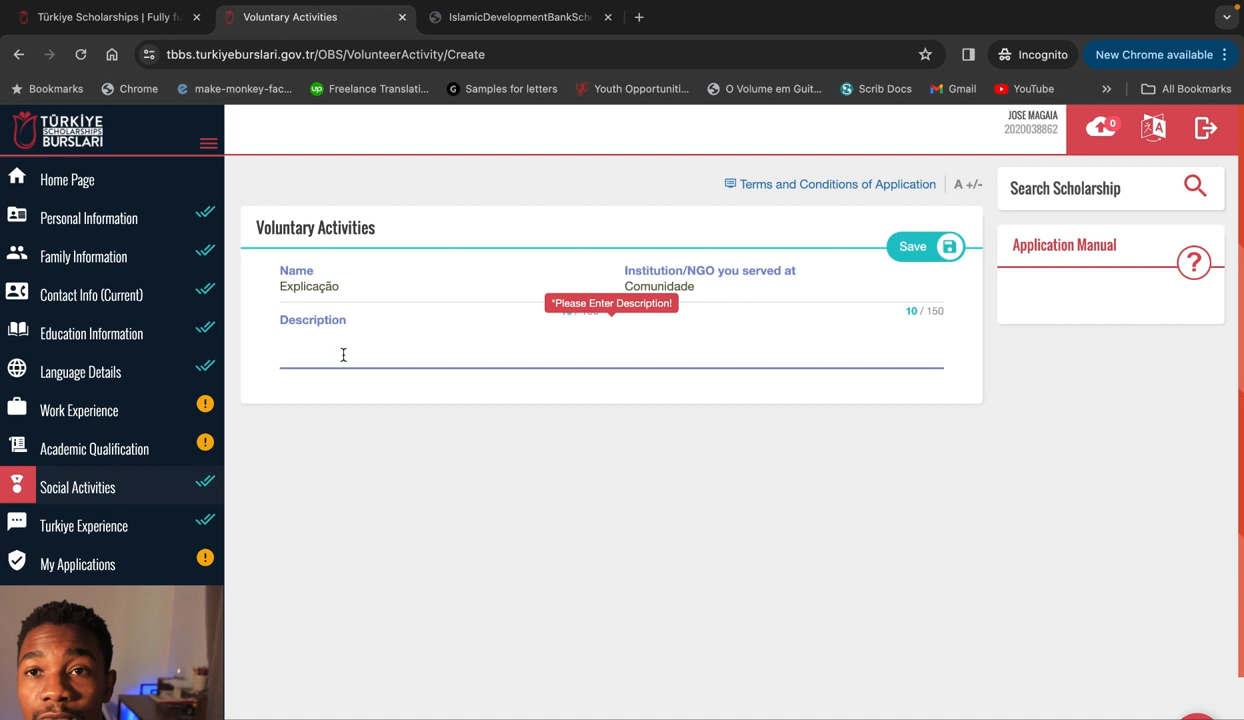 Türkiye Scholarships | Fully fu
Voluntary Activities
IslamicDevelopmentBankSch
tbbs.turkiyeburslari.gov.tr/OBS/VolunteerActivity/Create
Incognito
New Chrome available
Bookmarks
Chrome
make-monkey-fac...
Freelance Translati...
Samples for letters
Youth Opportuniti...
O Volume em Guit...
Scrib Docs
Gmail
YouTube
»
All Bookmarks
TÜRKİYE
SCHOLARSHIPS
BURSLARI
JOSE MAGAIA
2020038862
0
Home Page
Personal Information
Family Information
Contact Info (Current)
Education Information
Language Details
Work Experience
Academic Qualification
Social Activities
Turkiye Experience
My Applications
Terms and Conditions of Application
A +/-
Voluntary Activities
Save
Name
Explicação
Institution/NGO you served at
Comunidade
*Please Enter Description!
10 / 150
Description
Search Scholarship
Application Manual
?